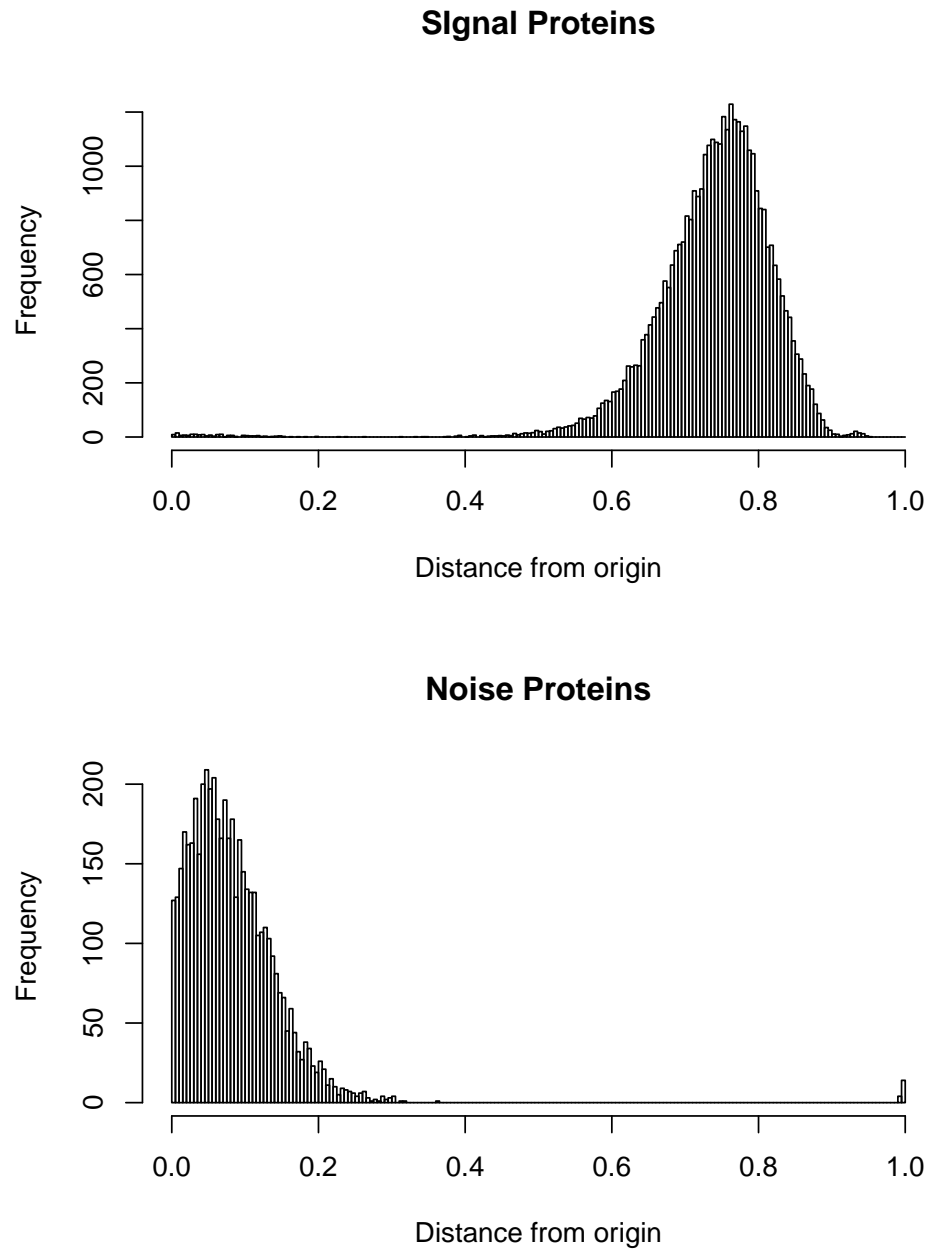 SIgnal Proteins
Frequency
0 200 600 1000
0.0 0.2 0.4 0.6 0.8 1.0
Distance from origin
Noise Proteins
Frequency
0 50 100 150 200
0.0 0.2 0.4 0.6 0.8 1.0
Distance from origin